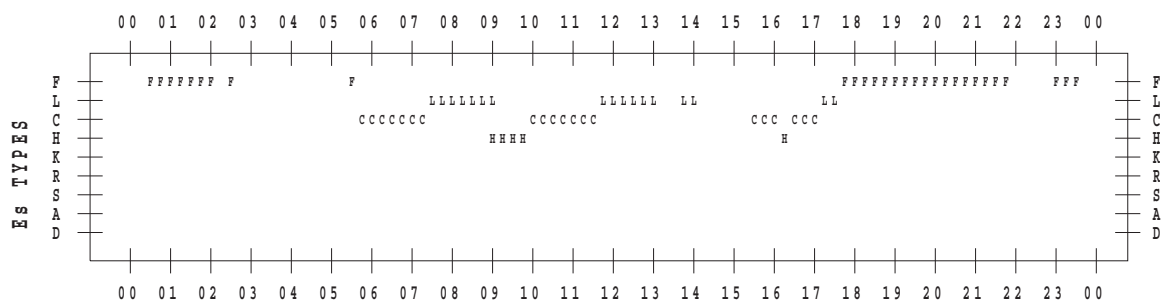 00 01 02 03 04 05 06 07 08 09 10 11 12 13 14 15 16 17 18 19 20 21 22 23 00
Es TYPES
F FFFFFFF F F FFFFFFFFFFFFFFFFF FFF F
L LLLLLLL LLLLLL LL LL L
C CCCCCCC CCCCCCC CCC CCC C
H HHHH H H
K K
R R
S S
A A
D D
00 01 02 03 04 05 06 07 08 09 10 11 12 13 14 15 16 17 18 19 20 21 22 23 00